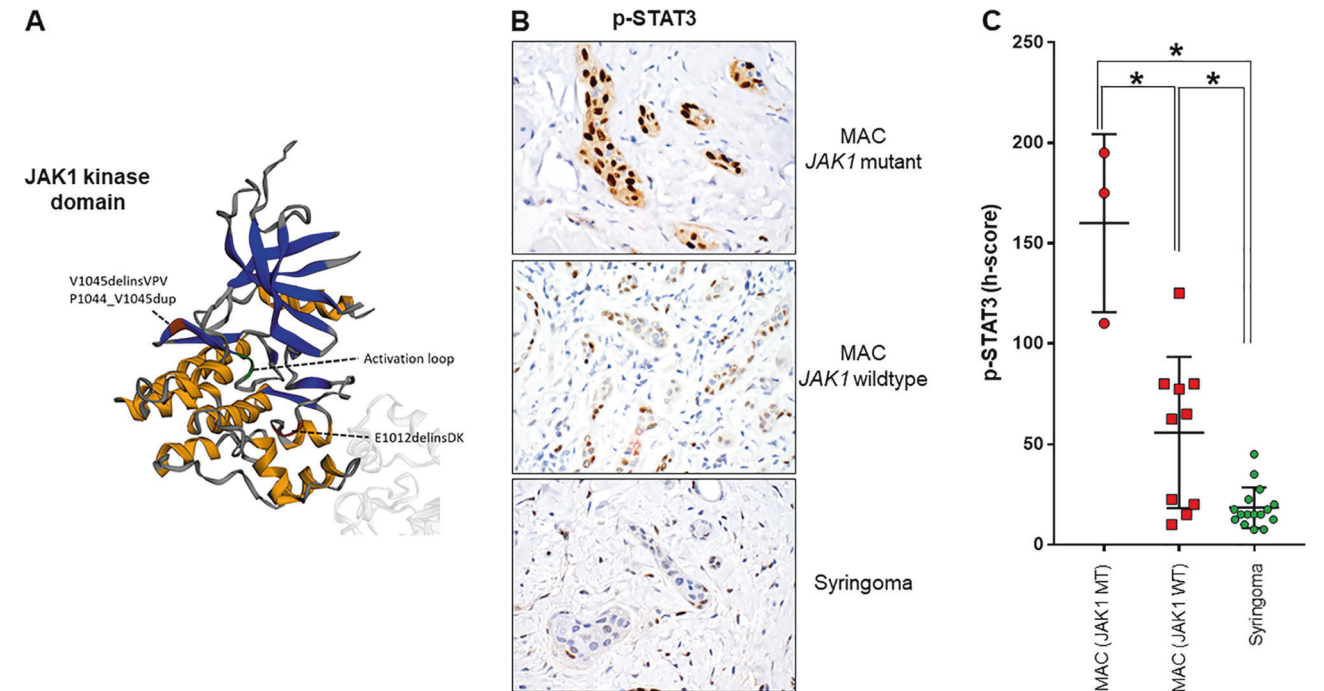 A
JAK1 kinase
domain
V1045delinsVPV
P1044_V1045dup
Activation loop
E1012delinsDK
B
p-STAT3
MAC
JAK1 mutant
MAC
JAK1 wildtype
Syringoma
C
p-STAT3 (h-score)
250
200
150
100
50
0
*
*
*
MAC (JAK1 MT)
MAC (JAK1 WT)
Syringoma